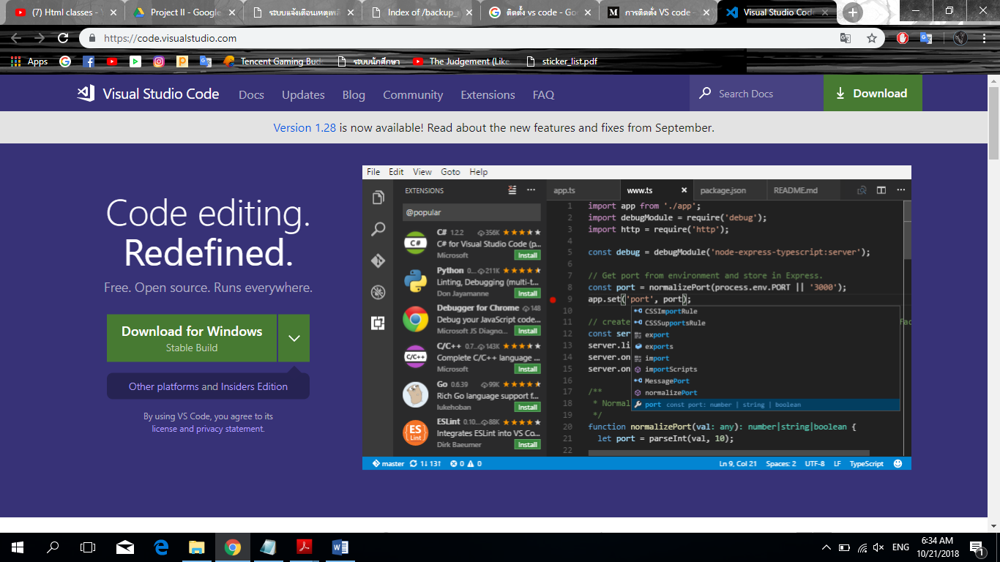 (7) Html classes - Y
Project II - Google
ระบบแจ้งเตือนเหตุเพลิ
Index of /backup_
ติดตั้ง vs code - Go
การติดตั้ง VS code –
Visual Studio Code
https://code.visualstudio.com
Apps
Tencent Gaming Bud
ระบบนักศึกษา
The Judgement (Like
sticker_list.pdf
Visual Studio Code
Docs
Updates
Blog
Community
Extensions
FAQ
Search Docs
Download
Version 1.28 is now available! Read about the new features and fixes from September.
Code editing.
Redefined.
Free. Open source. Runs everywhere.
Download for Windows
Stable Build
Other platforms and Insiders Edition
By using VS Code, you agree to its
license and privacy statement.
File Edit View Goto Help
EXTENSIONS
@popular
C# 1.2.2 356K
C# for Visual Studio Code (p...
Microsoft Install
Python 0.... 211K
Linting, Debugging (multi-t...
Don Jayamanne Install
Debugger for Chrome 148
Debug your JavaScript code...
Microsoft JS Diagno... Install
C/C++ 0.7... 143K
Complete C/C++ language ...
Microsoft Install
Go 0.6.39 99K
Rich Go language support f...
lukehoban Install
ESLint 0.10... 88K
Integrates ESLint into VS Co...
Dirk Baeumer Install
app.ts
www.ts
package.json
README.md
1 import app from './app';
2 import debugModule = require('debug');
3 import http = require('http');
4
5 const debug = debugModule('node-express-typescript:server');
6
7 // Get port from environment and store in Express.
8 const port = normalizePort(process.env.PORT || '3000');
9 app.set('port', port);
10
11 // create
12 const ser
13 server.li
14 server.on
15 server.on
16
17 /**
18 * Normal
19 */
20 function normalizePort(val: any): number|string|boolean {
21 let port = parseInt(val, 10);
22
CSSImportRule
CSSSupportsRule
export
exports
import
importScripts
MessagePort
normalizePort
port const port: number | string | boolean
master 1↓ 13↑ 0 0
Ln 9, Col 21 Spaces: 2 UTF-8 LF TypeScript
C#
C/C++
ES
Lint
ENG
6:34 AM
10/21/2018
1